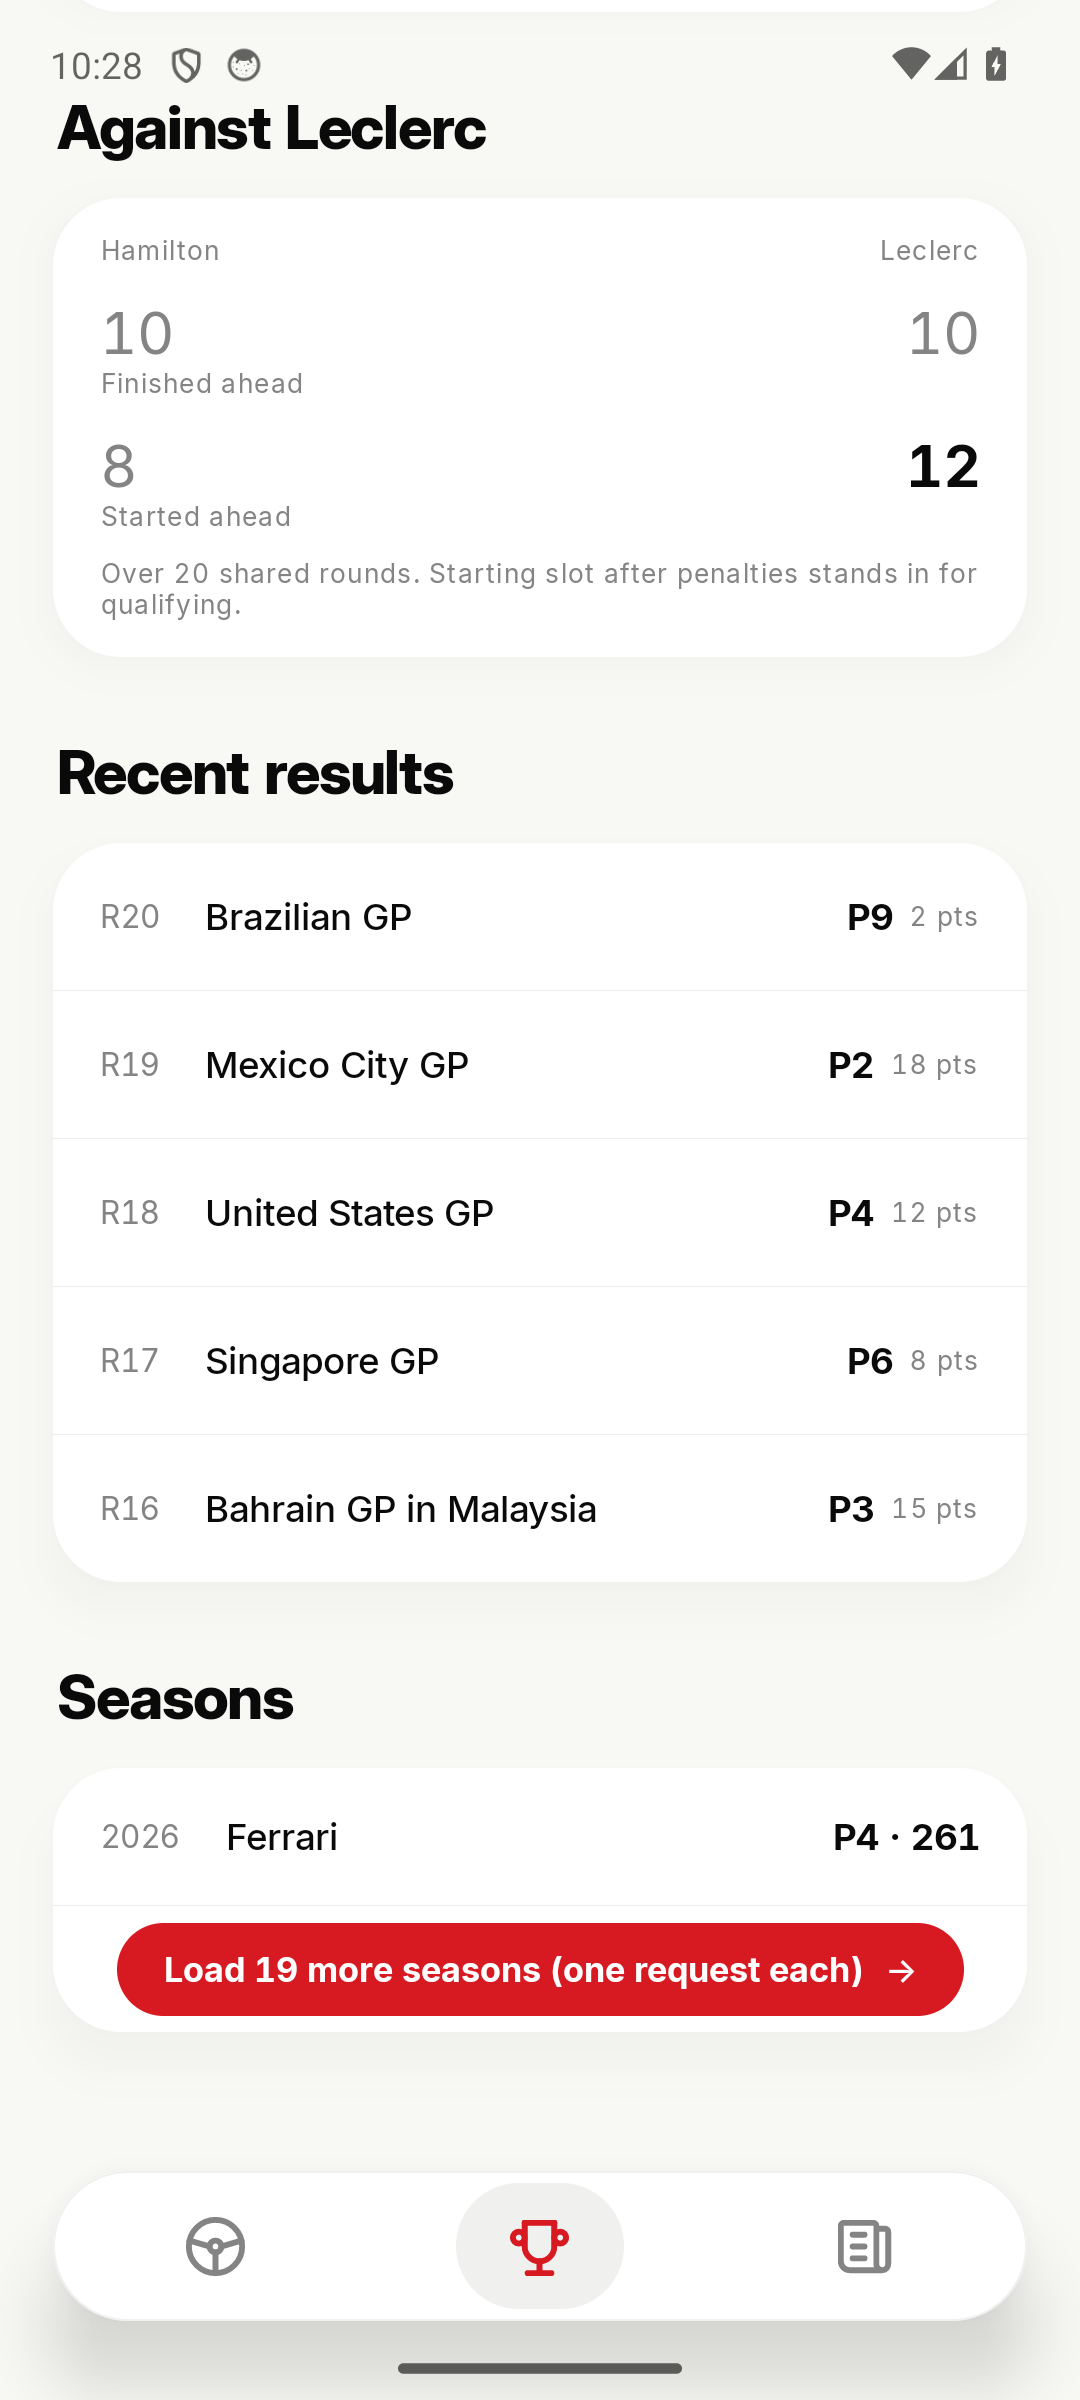 10:28
Against Leclerc
Hamilton Leclerc
10 10
Finished ahead
8 12
Started ahead
Over 20 shared rounds. Starting slot after penalties stands in for
qualifying.
Recent results
R20 Brazilian GP P9 2 pts
R19 Mexico City GP P2 18 pts
R18 United States GP P4 12 pts
R17 Singapore GP P6 8 pts
R16 Bahrain GP in Malaysia P3 15 pts
Seasons
2026 Ferrari P4 · 261
Load 19 more seasons (one request each) →